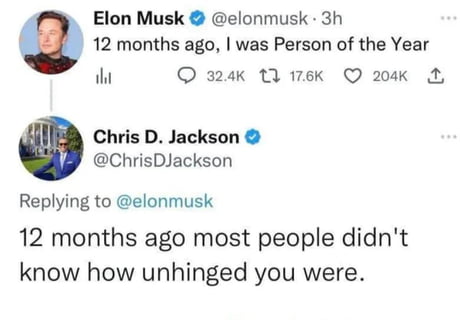 Elon Musk @elonmusk · 3h
12 months ago, I was Person of the Year
32.4K 17.6K 204K
Chris D. Jackson
@ChrisDJackson
Replying to @elonmusk
12 months ago most people didn't
know how unhinged you were.